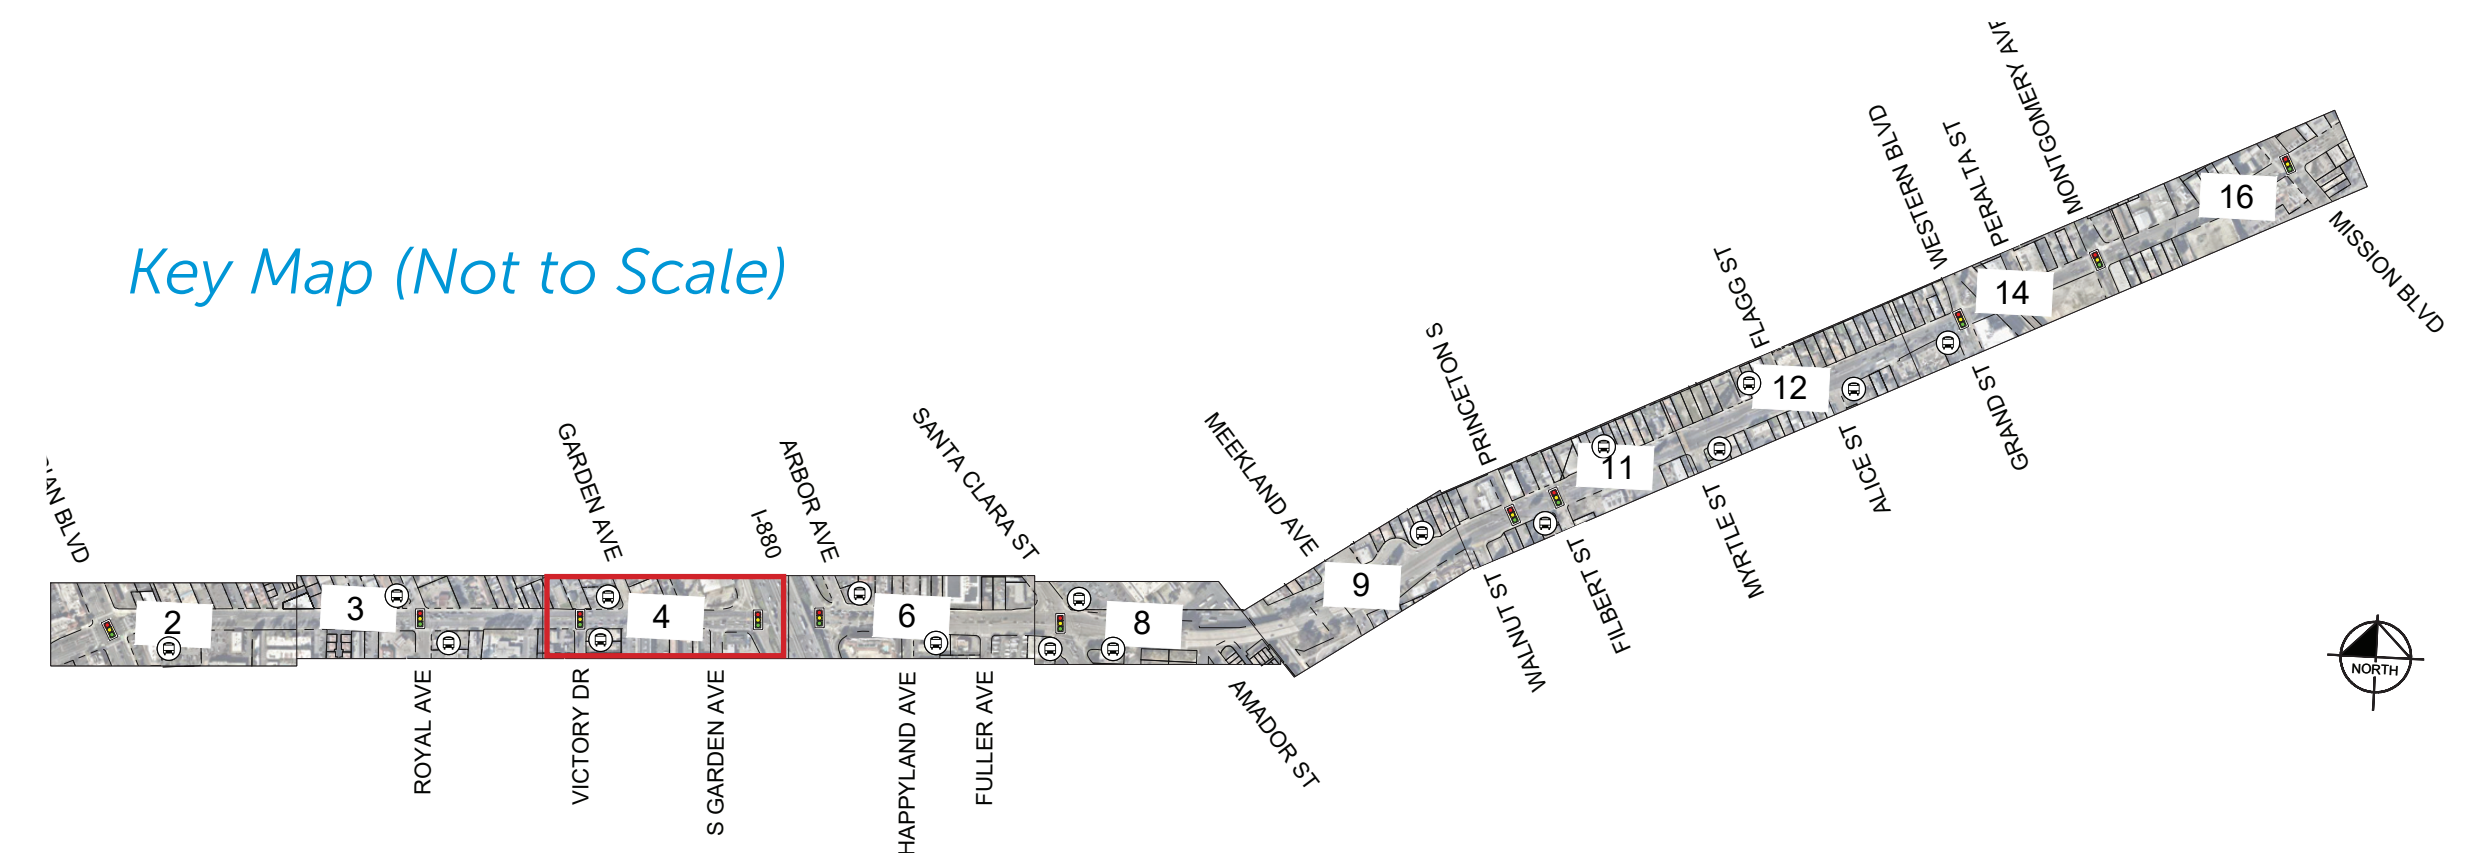 Key Map (Not to Scale)
BLVD
GARDEN AVE
I-880
ARBOR AVE
SANTA CLARA ST
MEEKLAND AVE
PRINCETON S
FLAGG ST
WESTERN BLVD
PERALTA ST
MONTGOMERY AVE
2
3
4
6
8
9
11
12
14
16
ROYAL AVE
VICTORY DR
S GARDEN AVE
HAPPYLAND AVE
FULLER AVE
AMADOR ST
WALNUT ST
FILBERT ST
MYRTLE ST
ALICE ST
GRAND ST
MISSION BLVD
NORTH